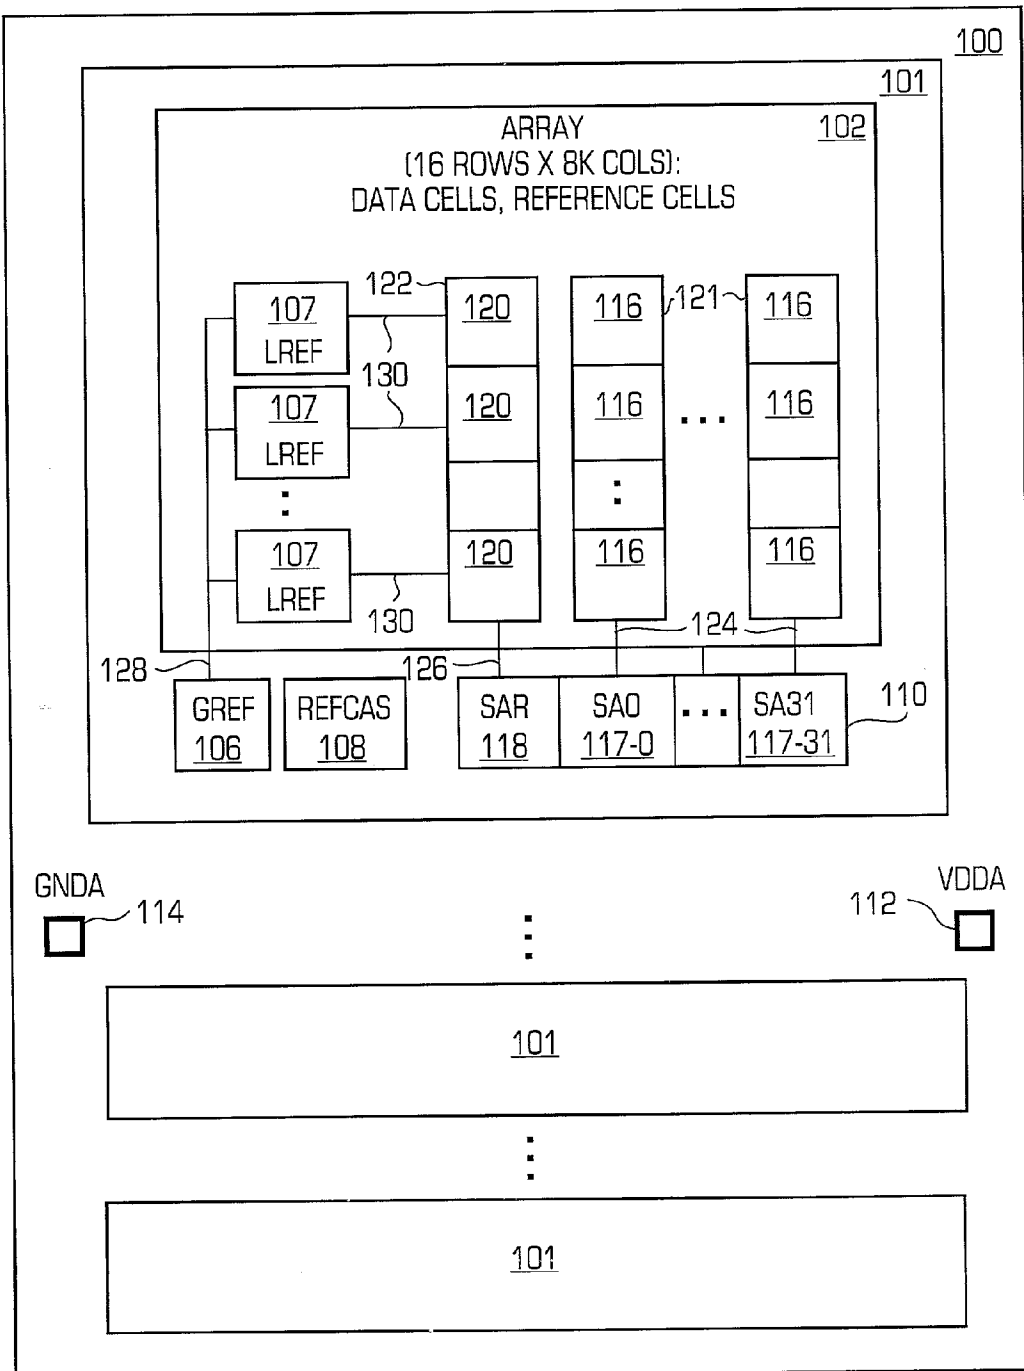 100
101
102
ARRAY
(16 ROWS X 8K COLS):
DATA CELLS, REFERENCE CELLS
122
121
107
LREF
120
116
116
130
107
LREF
120
116
...
116
107
LREF
120
116
116
130
124
128
126
GREF
106
REFCAS
108
SAR
118
SA0
117-0
...
SA31
117-31
110
GNDA
114
VDDA
112
101
101